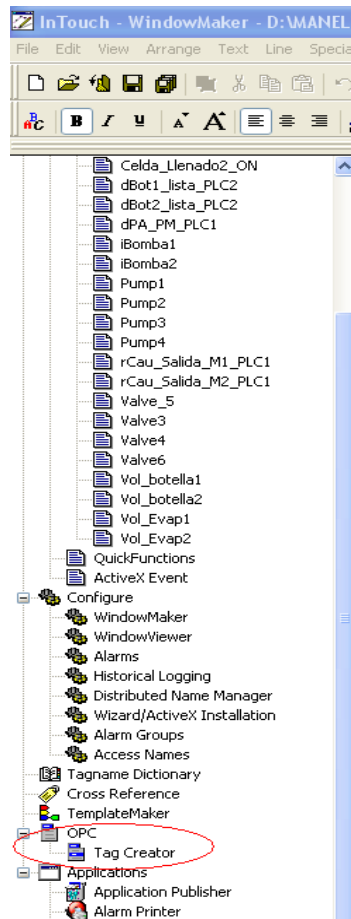 InTouch - WindowMaker - D:\MANEL
File Edit View Arrange Text Line Specia
ABC B I U A A
Celda_Llenado2_ON
dBot1_lista_PLC2
dBot2_lista_PLC2
dPA_PM_PLC1
iBomba1
iBomba2
Pump1
Pump2
Pump3
Pump4
rCau_Salida_M1_PLC1
rCau_Salida_M2_PLC1
Valve_5
Valve3
Valve4
Valve6
Vol_botella1
Vol_botella2
Vol_Evap1
Vol_Evap2
QuickFunctions
ActiveX Event
Configure
WindowMaker
WindowViewer
Alarms
Historical Logging
Distributed Name Manager
Wizard/ActiveX Installation
Alarm Groups
Access Names
Tagname Dictionary
Cross Reference
TemplateMaker
OPC
Tag Creator
Applications
Application Publisher
Alarm Printer